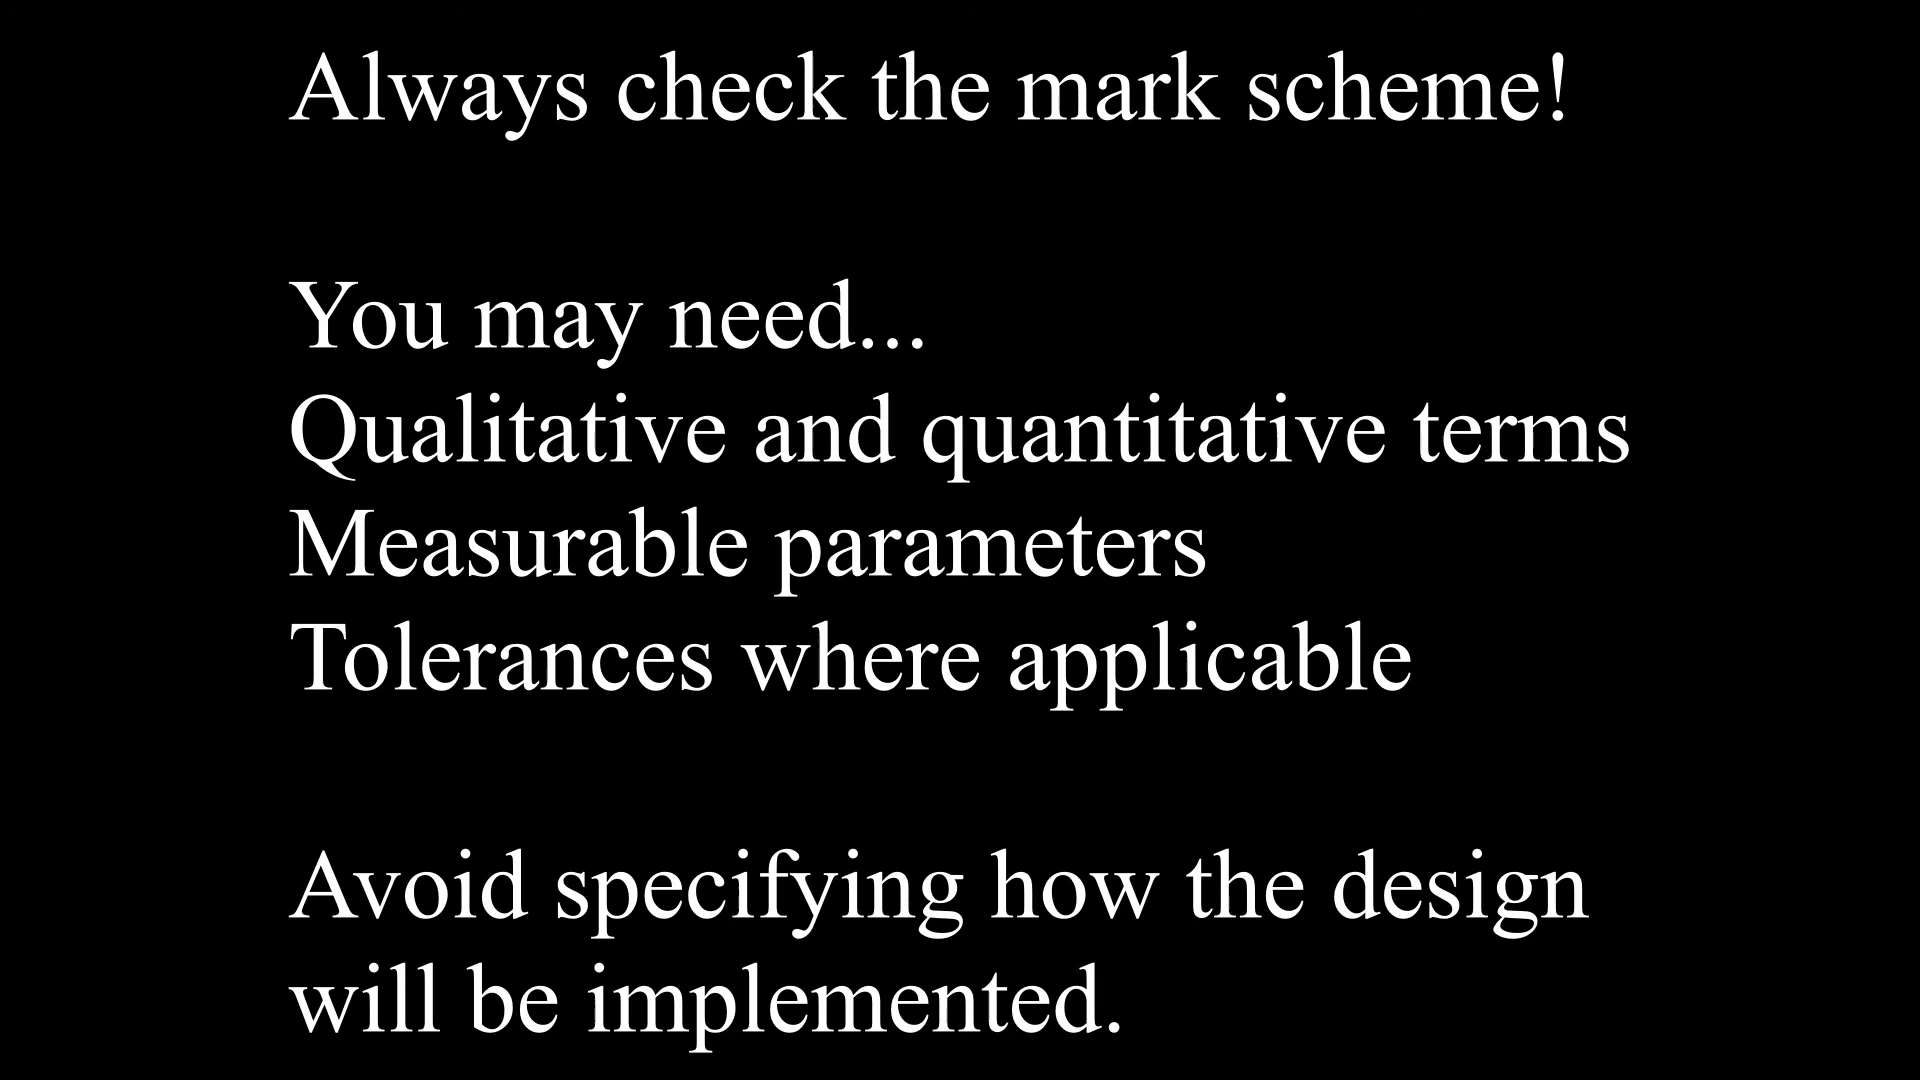 Always check the mark scheme!
You may need...
Qualitative and quantitative terms
Measurable parameters
Tolerances where applicable
Avoid specifying how the design
will be implemented.